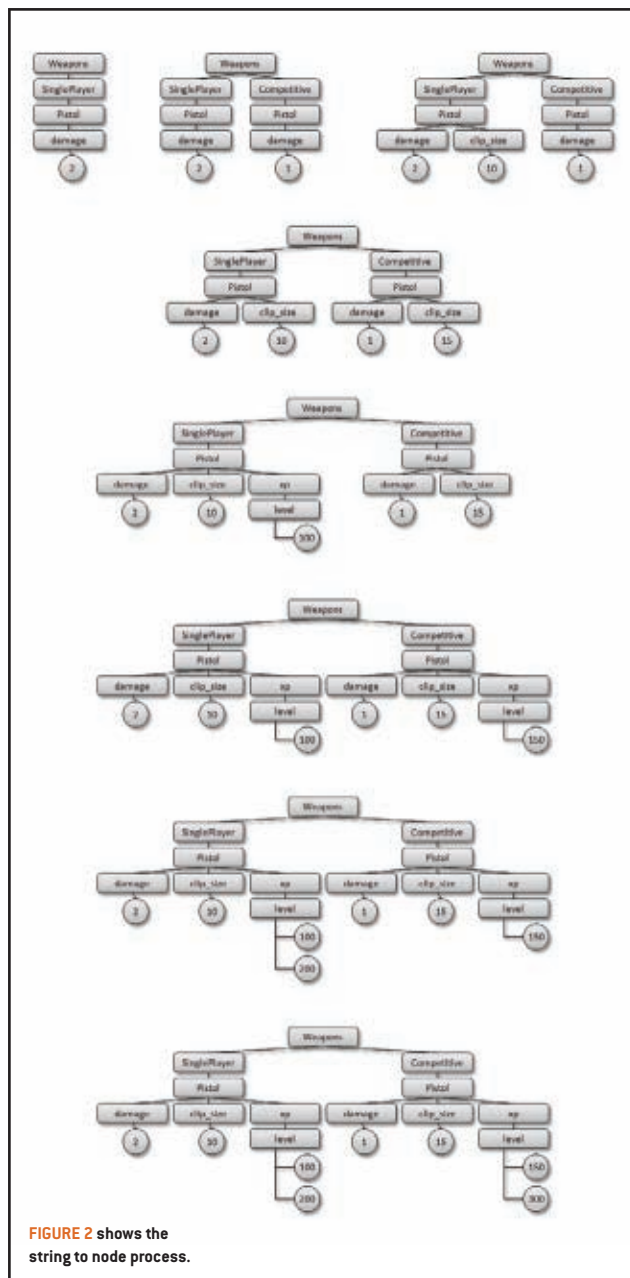 Weapons Weapons Weapons
SinglePlayer SinglePlayer Competitive SinglePlayer Competitive
Pistol Pistol Pistol Pistol Pistol
damage damage damage damage clip_size damage
2 2 1 2 10 1
Weapons
SinglePlayer Competitive
Pistol Pistol
damage clip_size damage clip_size
2 10 1 15
Weapons
SinglePlayer Competitive
Pistol Pistol
damage clip_size xp damage clip_size
2 10 level 1 15
100
Weapons
SinglePlayer Competitive
Pistol Pistol
damage clip_size xp damage clip_size xp
2 10 level 1 15 level
100 150
Weapons
SinglePlayer Competitive
Pistol Pistol
damage clip_size xp damage clip_size xp
2 10 level 1 15 level
100 150
200
Weapons
SinglePlayer Competitive
Pistol Pistol
damage clip_size xp damage clip_size xp
2 10 level 1 15 level
100 150
200 300
FIGURE 2 shows the
string to node process.